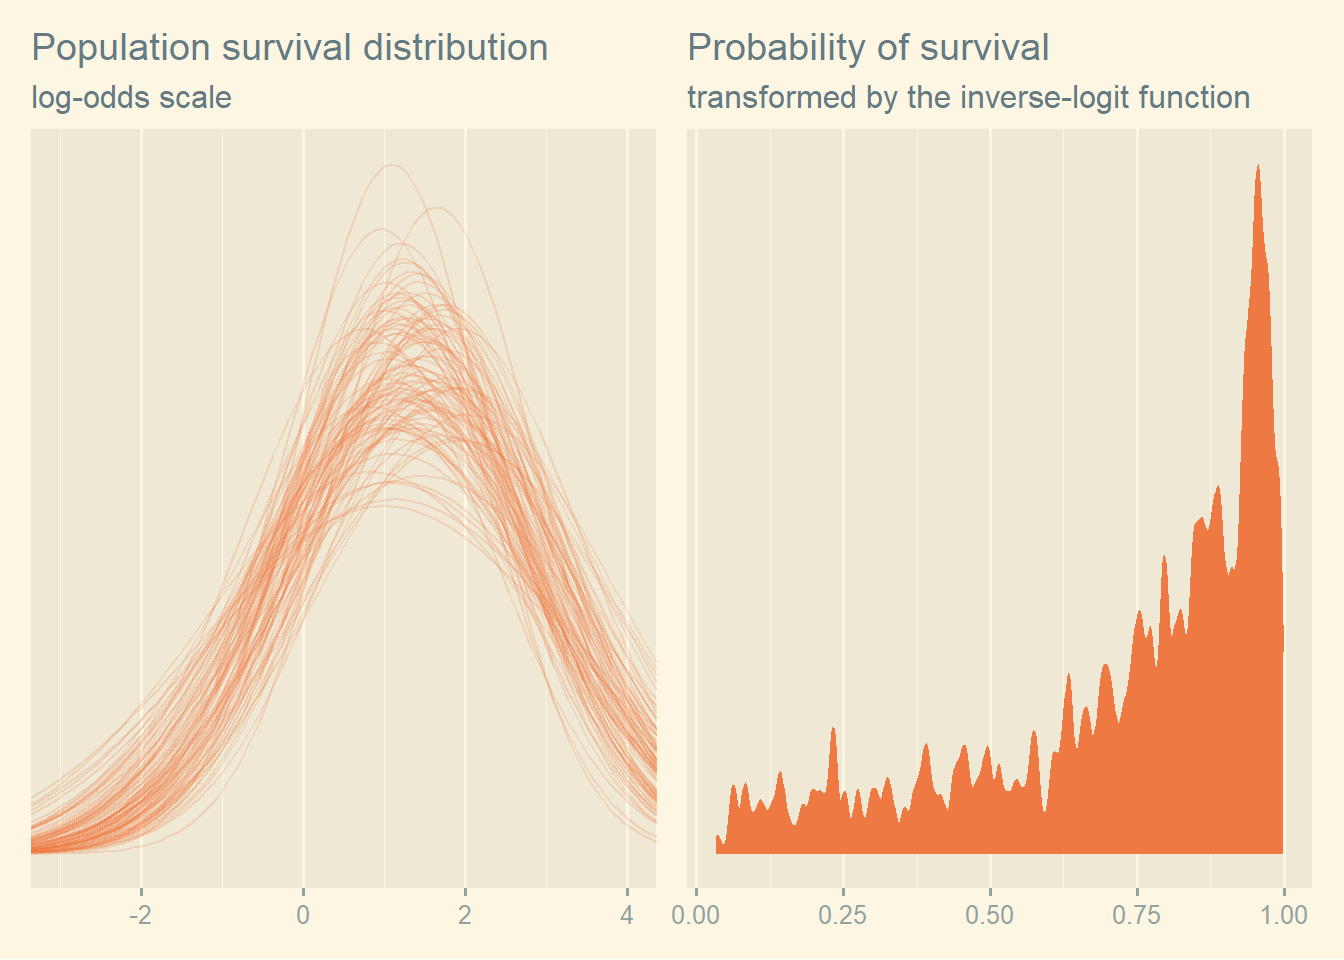 Population survival distribution
log-odds scale
Probability of survival
transformed by the inverse-logit function
-2 0 2 4
0.00 0.25 0.50 0.75 1.00